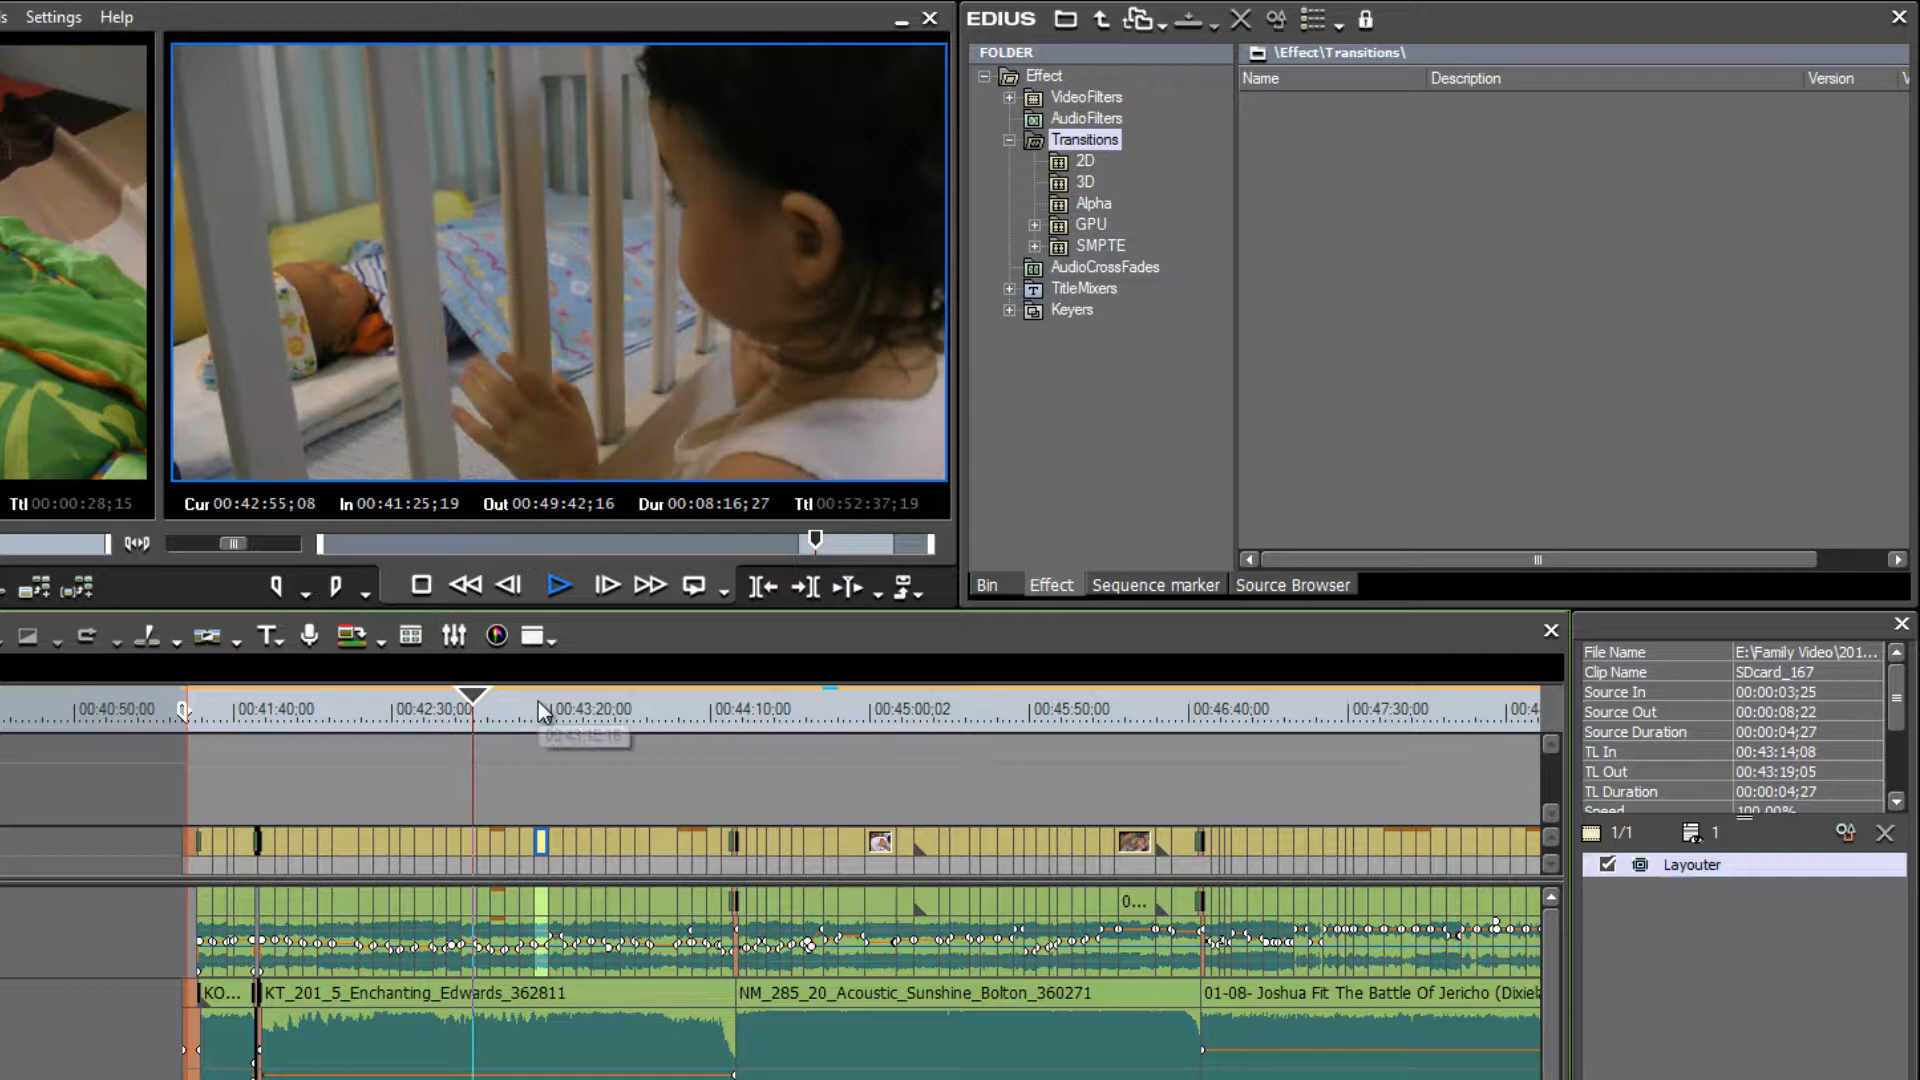 Settings Help
EDIUS
FOLDER
\Effect\Transitions\
Effect
Name Description Version
VideoFilters
AudioFilters
Transitions
2D
3D
Alpha
GPU
SMPTE
AudioCrossFades
TitleMixers
Keyers
Ttl 00:00:28;15
Cur 00:42:55;08 In 00:41:25;19 Out 00:49:42;16 Dur 00:08:16;27 Ttl 00:52:37;19
Bin Effect Sequence marker Source Browser
File Name E:\Family Video\201...
Clip Name SDcard_167
Source In 00:00:03;25
Source Out 00:00:08;22
Source Duration 00:00:04;27
TL In 00:43:14;08
TL Out 00:43:19;05
TL Duration 00:00:04;27
Speed 100.00%
1/1 1
Layouter
00:40:50;00 00:41:40;00 00:42:30;00 00:43:20;00 00:44:10;00 00:45:00;02 00:45:50;00 00:46:40;00 00:47:30;00 00:4
0...
KO... KT_201_5_Enchanting_Edwards_362811 NM_285_20_Acoustic_Sunshine_Bolton_360271 01-08- Joshua Fit The Battle Of Jericho (Dixiel